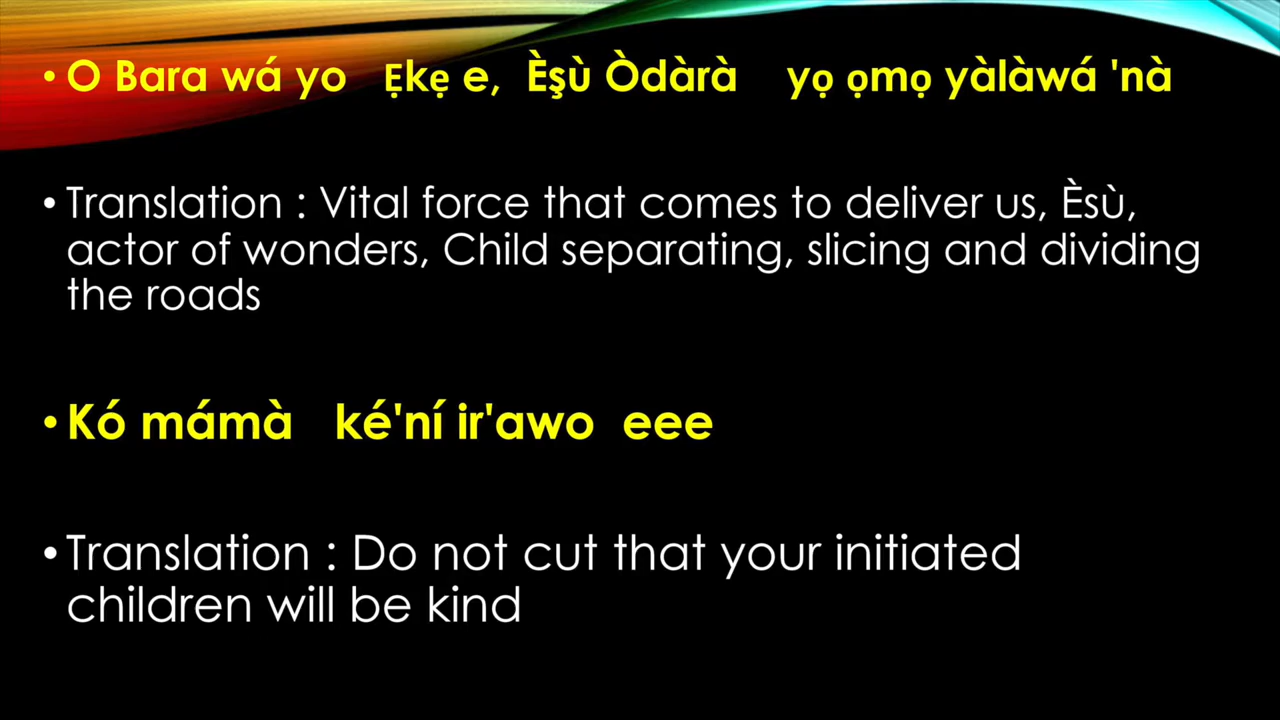 • O Bara wá yo Ẹkẹ e, Èşù Òdàrà yọ ọmọ yàlàwá 'nà
• Translation : Vital force that comes to deliver us, Èsù,
actor of wonders, Child separating, slicing and dividing
the roads
• Kó mámà ké'ní ir'awo eee
• Translation : Do not cut that your initiated
children will be kind